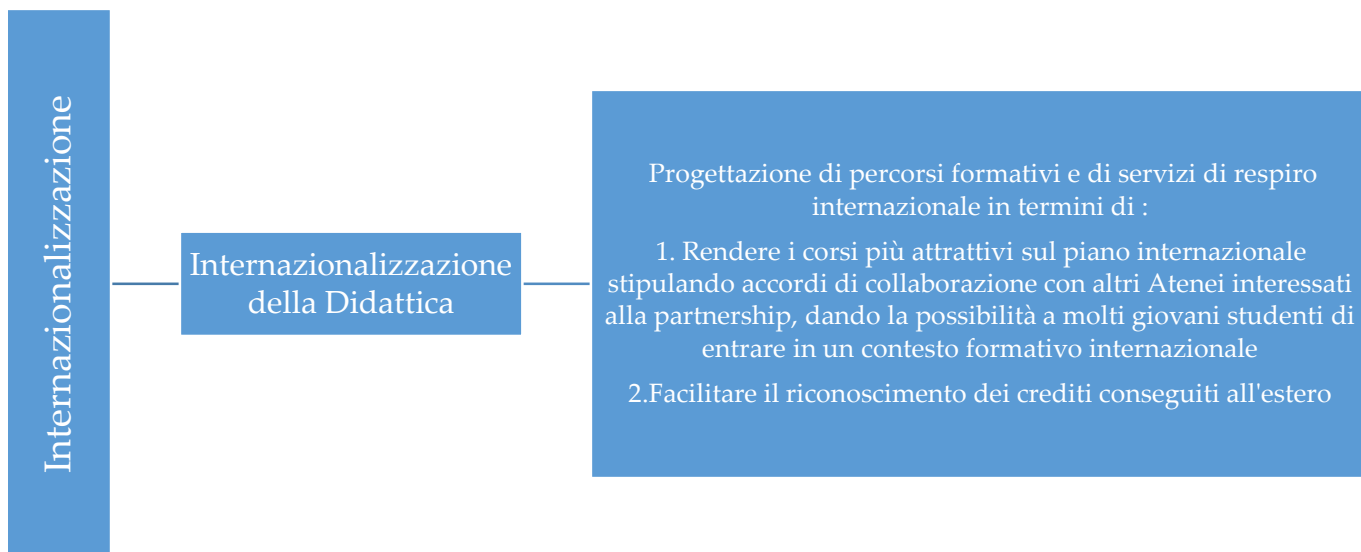 Internazionalizzazione
Internazionalizzazione
della Didattica
Progettazione di percorsi formativi e di servizi di respiro
internazionale in termini di :
1. Rendere i corsi più attrattivi sul piano internazionale
stipulando accordi di collaborazione con altri Atenei interessati
alla partnership, dando la possibilità a molti giovani studenti di
entrare in un contesto formativo internazionale
2.Facilitare il riconoscimento dei crediti conseguiti all'estero